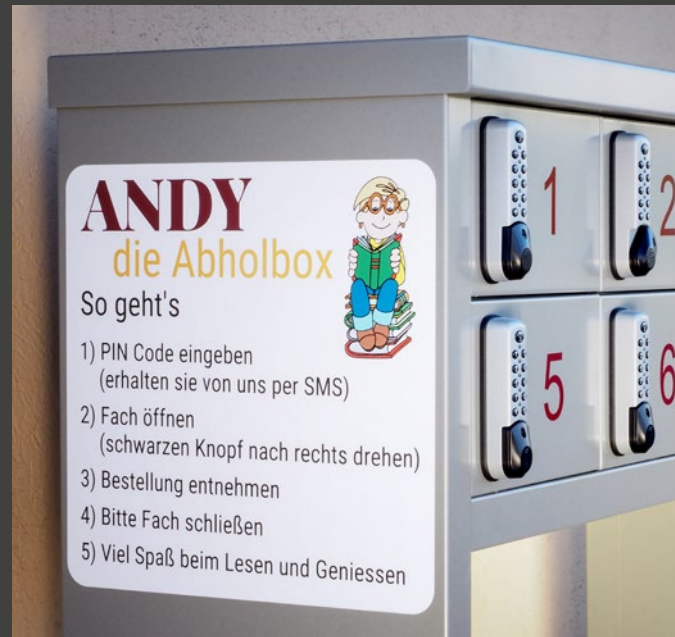 ANDY
die Abholbox
So geht's
1) PIN Code eingeben
(erhalten sie von uns per SMS)
2) Fach öffnen
(schwarzen Knopf nach rechts drehen)
3) Bestellung entnehmen
4) Bitte Fach schließen
5) Viel Spaß beim Lesen und Geniessen
1
2
5
6